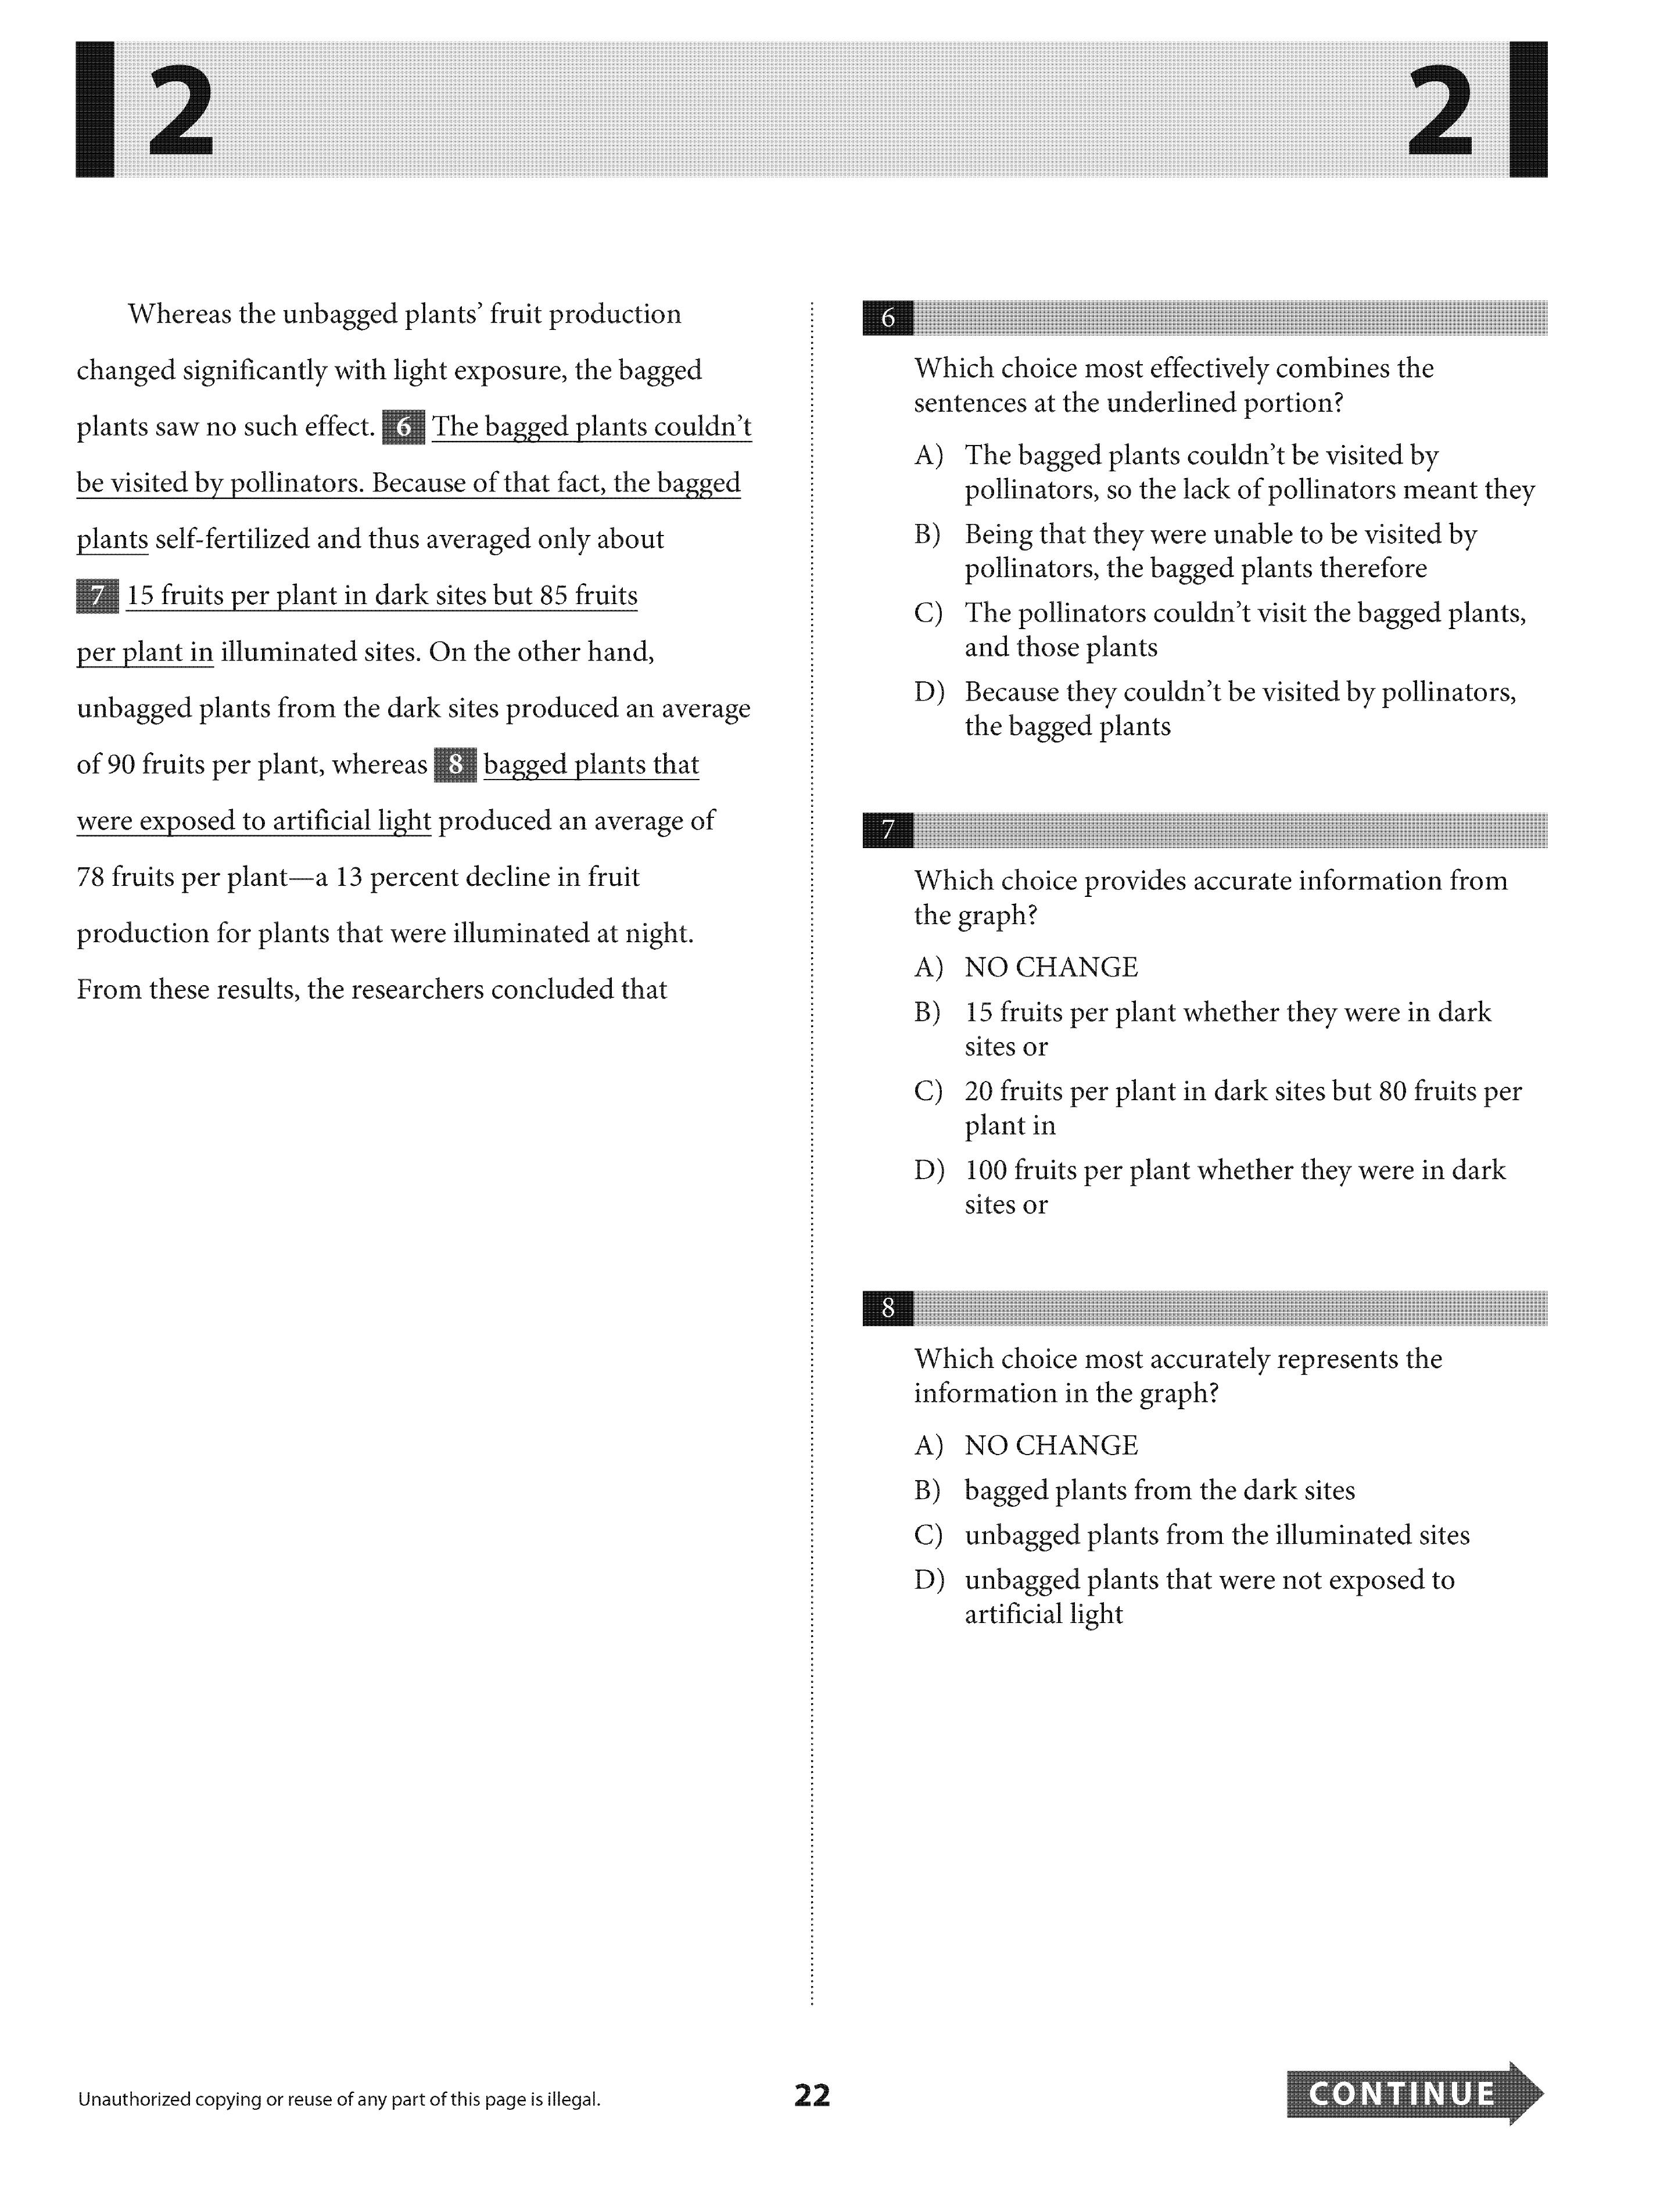 2
2
Whereas the unbagged plants’ fruit production
changed significantly with light exposure, the bagged
plants saw no such effect. 6 The bagged plants couldn’t
be visited by pollinators. Because of that fact, the bagged
plants self-fertilized and thus averaged only about
7 15 fruits per plant in dark sites but 85 fruits
per plant in illuminated sites. On the other hand,
unbagged plants from the dark sites produced an average
of 90 fruits per plant, whereas 8 bagged plants that
were exposed to artificial light produced an average of
78 fruits per plant—a 13 percent decline in fruit
production for plants that were illuminated at night.
From these results, the researchers concluded that
6
Which choice most effectively combines the
sentences at the underlined portion?
A) The bagged plants couldn’t be visited by
pollinators, so the lack of pollinators meant they
B) Being that they were unable to be visited by
pollinators, the bagged plants therefore
C) The pollinators couldn’t visit the bagged plants,
and those plants
D) Because they couldn’t be visited by pollinators,
the bagged plants
7
Which choice provides accurate information from
the graph?
A) NO CHANGE
B) 15 fruits per plant whether they were in dark
sites or
C) 20 fruits per plant in dark sites but 80 fruits per
plant in
D) 100 fruits per plant whether they were in dark
sites or
8
Which choice most accurately represents the
information in the graph?
A) NO CHANGE
B) bagged plants from the dark sites
C) unbagged plants from the illuminated sites
D) unbagged plants that were not exposed to
artificial light
Unauthorized copying or reuse of any part of this page is illegal.
22
CONTINUE